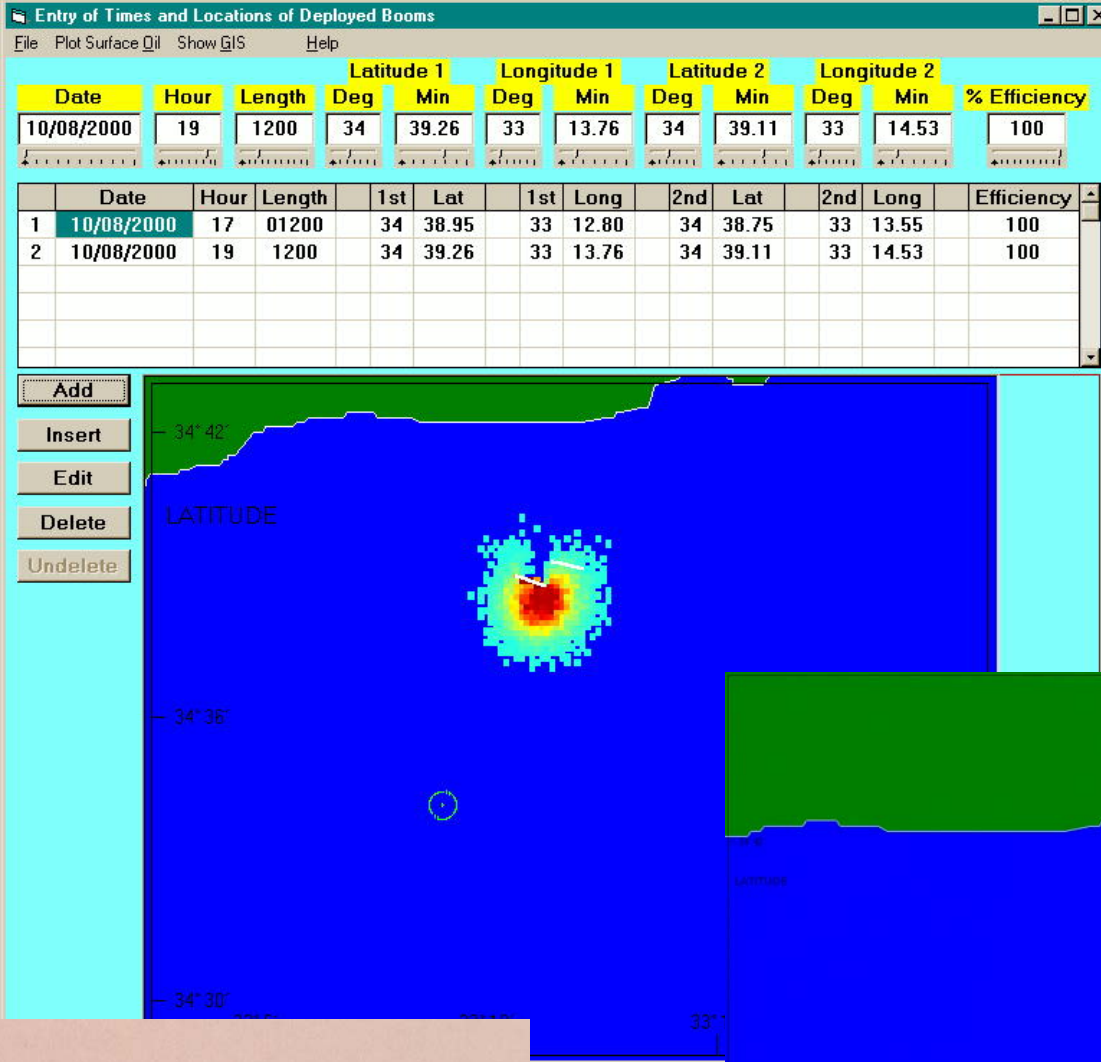 Entry of Times and Locations of Deployed Booms
File Plot Surface Oil Show GIS Help
Latitude 1 Longitude 1 Latitude 2 Longitude 2
Date Hour Length Deg Min Deg Min Deg Min Deg Min % Efficiency
10/08/2000 19 1200 34 39.26 33 13.76 34 39.11 33 14.53 100
Date Hour Length 1st Lat 1st Long 2nd Lat 2nd Long Efficiency
1 10/08/2000 17 01200 34 38.95 33 12.80 34 38.75 33 13.55 100
2 10/08/2000 19 1200 34 39.26 33 13.76 34 39.11 33 14.53 100
Add
Insert
Edit
Delete
Undelete
34°42'
LATITUDE
34°36'
LATITUDE
34°30'